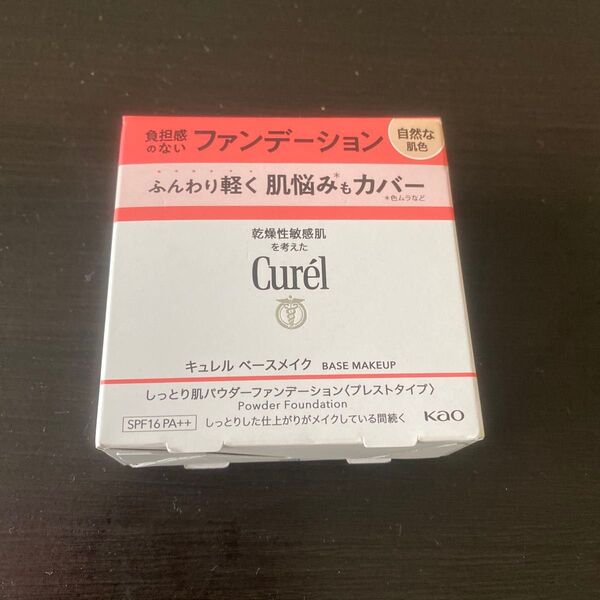 負担感
のない ファンデーション
自然な
肌色
ふんわり軽く 肌悩み*もカバー
*色ムラなど
乾燥性敏感肌
を考えた
Curél
キュレル ベースメイク BASE MAKEUP
しっとり肌パウダーファンデーション〈プレストタイプ〉
Powder Foundation
SPF16 PA++ しっとりした仕上がりがメイクしている間続く
Kao